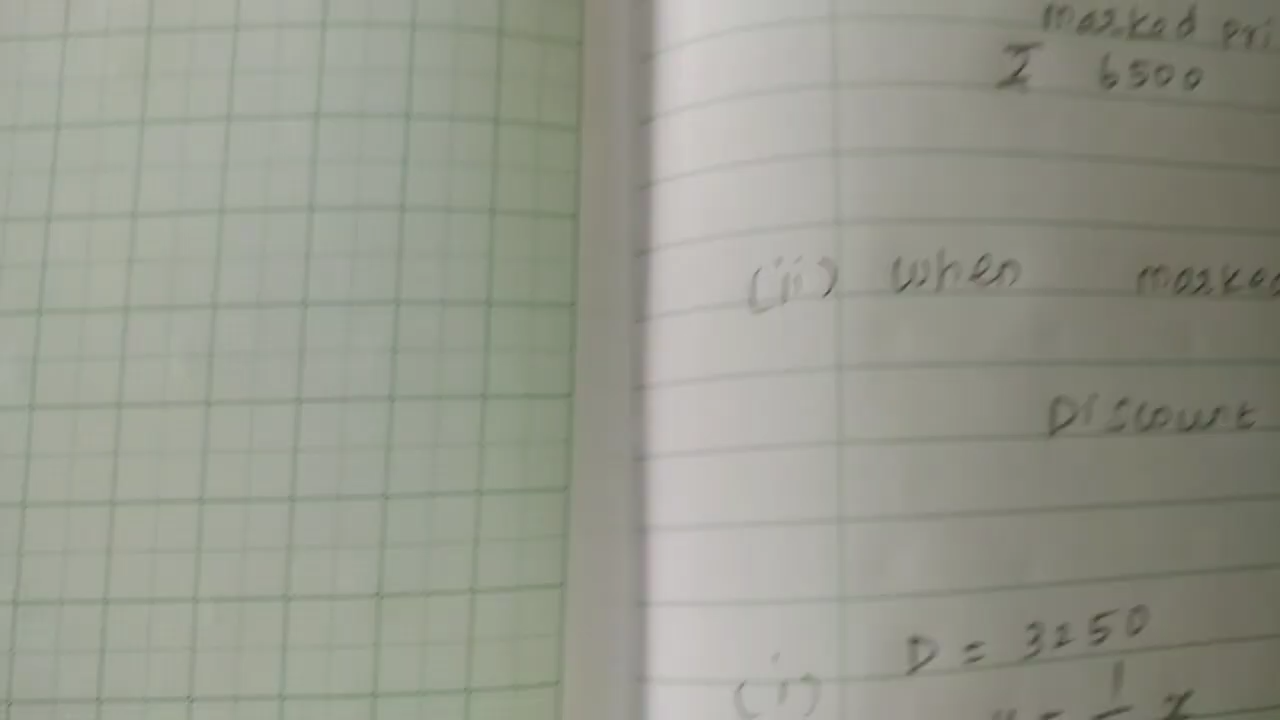 marked pri
I 6500
(ii) when marked
Discount
D = 3250
(i)